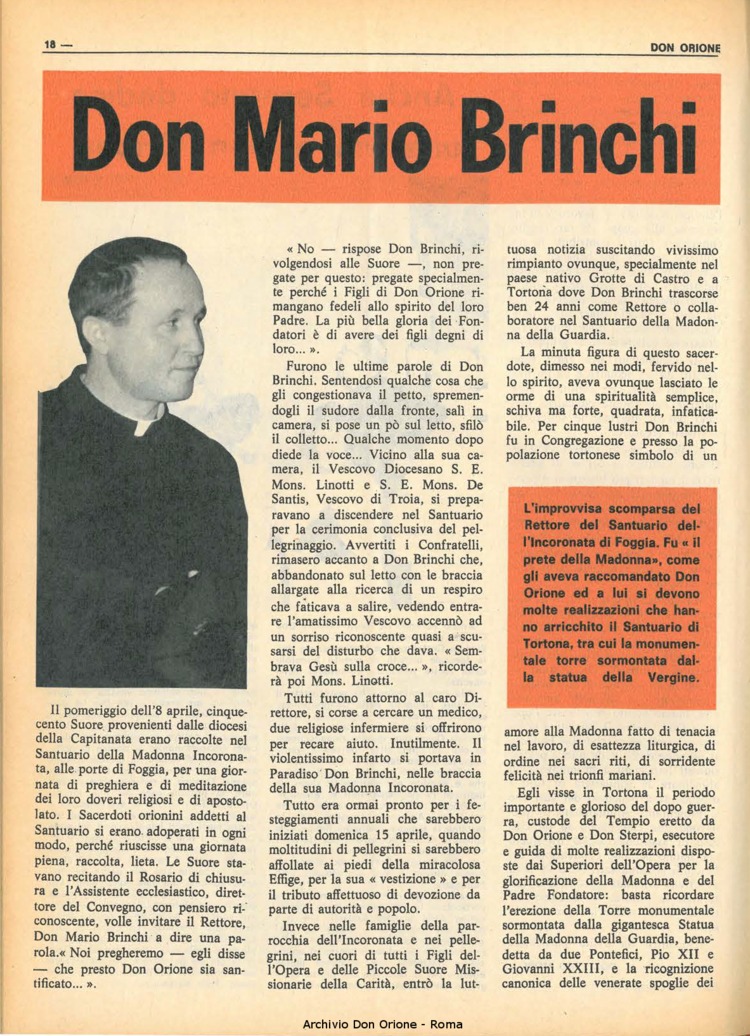 18 —
DON ORIONE
Don Mario Brinchi
Il pomeriggio dell'8 aprile, cinque-
cento Suore provenienti dalle diocesi
della Capitanata erano raccolte nel
Santuario della Madonna Incorona-
ta, alle porte di Foggia, per una gior-
nata di preghiera e di meditazione
dei loro doveri religiosi e di aposto-
lato. I Sacerdoti orionini addetti al
Santuario si erano adoperati in ogni
modo, perché riuscisse una giornata
piena, raccolta, lieta. Le Suore sta-
vano recitando il Rosario di chiusu-
ra e l'Assistente ecclesiastico, diret-
tore del Convegno, con pensiero ri-
conoscente, volle invitare il Rettore,
Don Mario Brinchi a dire una pa-
rola.« Noi pregheremo — egli disse
— che presto Don Orione sia san-
tificato... ».
« No — rispose Don Brinchi, ri-
volgendosi alle Suore —, non pre-
gate per questo: pregate specialmen-
te perché i Figli di Don Orione ri-
mangano fedeli allo spirito del loro
Padre. La più bella gloria dei Fon-
datori è di avere dei figli degni di
loro... ».
Furono le ultime parole di Don
Brinchi. Sentendosi qualche cosa che
gli congestionava il petto, spremen-
dogli il sudore dalla fronte, salì in
camera, si pose un pò sul letto, sfilò
il colletto... Qualche momento dopo
diede la voce... Vicino alla sua ca-
mera, il Vescovo Diocesano S. E.
Mons. Linotti e S. E. Mons. De
Santis, Vescovo di Troia, si prepa-
ravano a discendere nel Santuario
per la cerimonia conclusiva del pel-
legrinaggio. Avvertiti i Confratelli,
rimasero accanto a Don Brinchi che,
abbandonato sul letto con le braccia
allargate alla ricerca di un respiro
che faticava a salire, vedendo entra-
re l'amatissimo Vescovo accennò ad
un sorriso riconoscente quasi a scu-
sarsi del disturbo che dava. « Sem-
brava Gesù sulla croce... », ricorde-
rà poi Mons. Linotti.
Tutti furono attorno al caro Di-
rettore, si corse a cercare un medico,
due religiose infermiere si offrirono
per recare aiuto. Inutilmente. Il
violentissimo infarto si portava in
Paradiso Don Brinchi, nelle braccia
della sua Madonna Incoronata.
Tutto era ormai pronto per i fe-
steggiamenti annuali che sarebbero
iniziati domenica 15 aprile, quando
moltitudini di pellegrini si sarebbero
affollate ai piedi della miracolosa
Effige, per la sua « vestizione » e per
il tributo affettuoso di devozione da
parte di autorità e popolo.
Invece nelle famiglie della par-
rocchia dell'Incoronata e nei pelle-
grini, nei cuori di tutti i Figli del-
l'Opera e delle Piccole Suore Mis-
sionarie della Carità, entrò la lut-
tuosa notizia suscitando vivissimo
rimpianto ovunque, specialmente nel
paese nativo Grotte di Castro e a
Tortona dove Don Brinchi trascorse
ben 24 anni come Rettore o colla-
boratore nel Santuario della Madon-
na della Guardia.
La minuta figura di questo sacer-
dote, dimesso nei modi, fervido nel-
lo spirito, aveva ovunque lasciato le
orme di una spiritualità semplice,
schiva ma forte, quadrata, infatica-
bile. Per cinque lustri Don Brinchi
fu in Congregazione e presso la po-
polazione tortonese simbolo di un
L'improvvisa scomparsa del
Rettore del Santuario del-
l'Incoronata di Foggia. Fu « il
prete della Madonna», come
gli aveva raccomandato Don
Orione ed a lui si devono
molte realizzazioni che han-
no arricchito il Santuario di
Tortona, tra cui la monumen-
tale torre sormontata dal-
la statua della Vergine.
amore alla Madonna fatto di tenacia
nel lavoro, di esattezza liturgica, di
ordine nei sacri riti, di sorridente
felicità nei trionfi mariani.
Egli visse in Tortona il periodo
importante e glorioso del dopo guer-
ra, custode del Tempio eretto da
Don Orione e Don Sterpi, esecutore
e guida di molte realizzazioni dispo-
ste dai Superiori dell'Opera per la
glorificazione della Madonna e del
Padre Fondatore: basta ricordare
l'erezione della Torre monumentale
sormontata dalla gigantesca Statua
della Madonna della Guardia, bene-
detta da due Pontefici, Pio XII e
Giovanni XXIII, e la ricognizione
canonica delle venerate spoglie dei
Archivio Don Orione - Roma